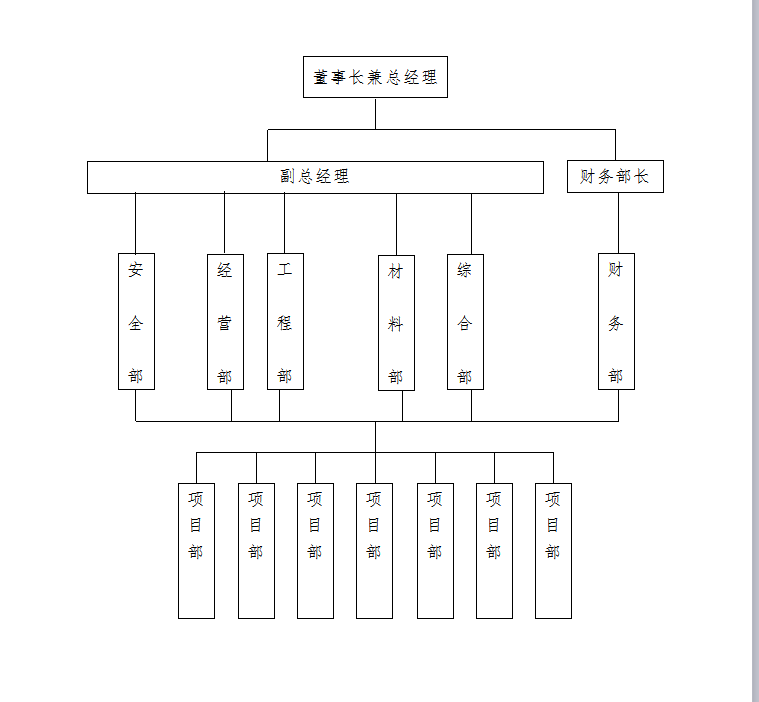 董事长兼总经理
副总经理
财务部长
安全部
经营部
工程部
材料部
综合部
财务部
项目部
项目部
项目部
项目部
项目部
项目部
项目部